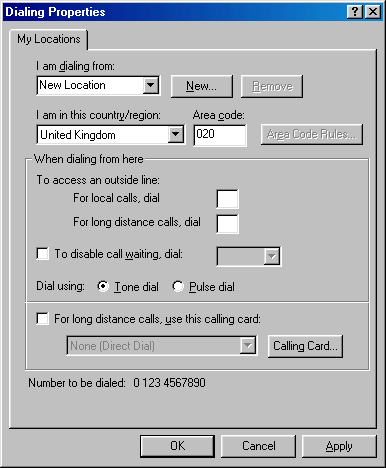 Dialing Properties
My Locations
I am dialing from:
New Location New... Remove
I am in this country/region: Area code:
United Kingdom 020 Area Code Rules...
When dialing from here
To access an outside line:
For local calls, dial
For long distance calls, dial
To disable call waiting, dial:
Dial using: Tone dial Pulse dial
For long distance calls, use this calling card:
None (Direct Dial) Calling Card...
Number to be dialed: 0 123 4567890
OK Cancel Apply